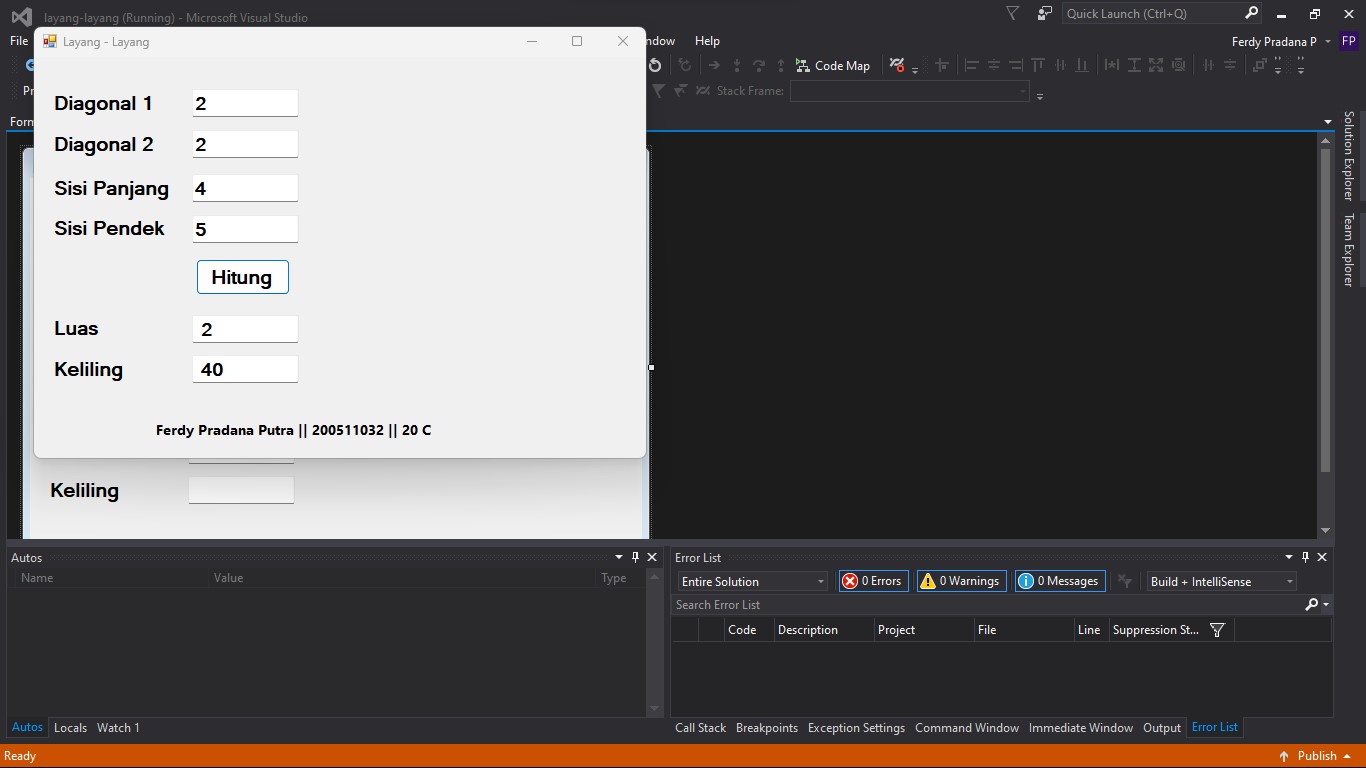 layang-layang (Running) - Microsoft Visual Studio
Quick Launch (Ctrl+Q)
File
Layang - Layang
Help
Ferdy Pradana P
FP
Code Map
Stack Frame:
Diagonal 1 2
Diagonal 2 2
Sisi Panjang 4
Sisi Pendek 5
Hitung
Luas 2
Keliling 40
Ferdy Pradana Putra || 200511032 || 20 C
Keliling
Solution Explorer
Team Explorer
Autos
Name Value Type
Error List
Entire Solution 0 Errors 0 Warnings 0 Messages Build + IntelliSense
Search Error List
Code Description Project File Line Suppression St...
Autos Locals Watch 1
Call Stack Breakpoints Exception Settings Command Window Immediate Window Output Error List
Ready
Publish